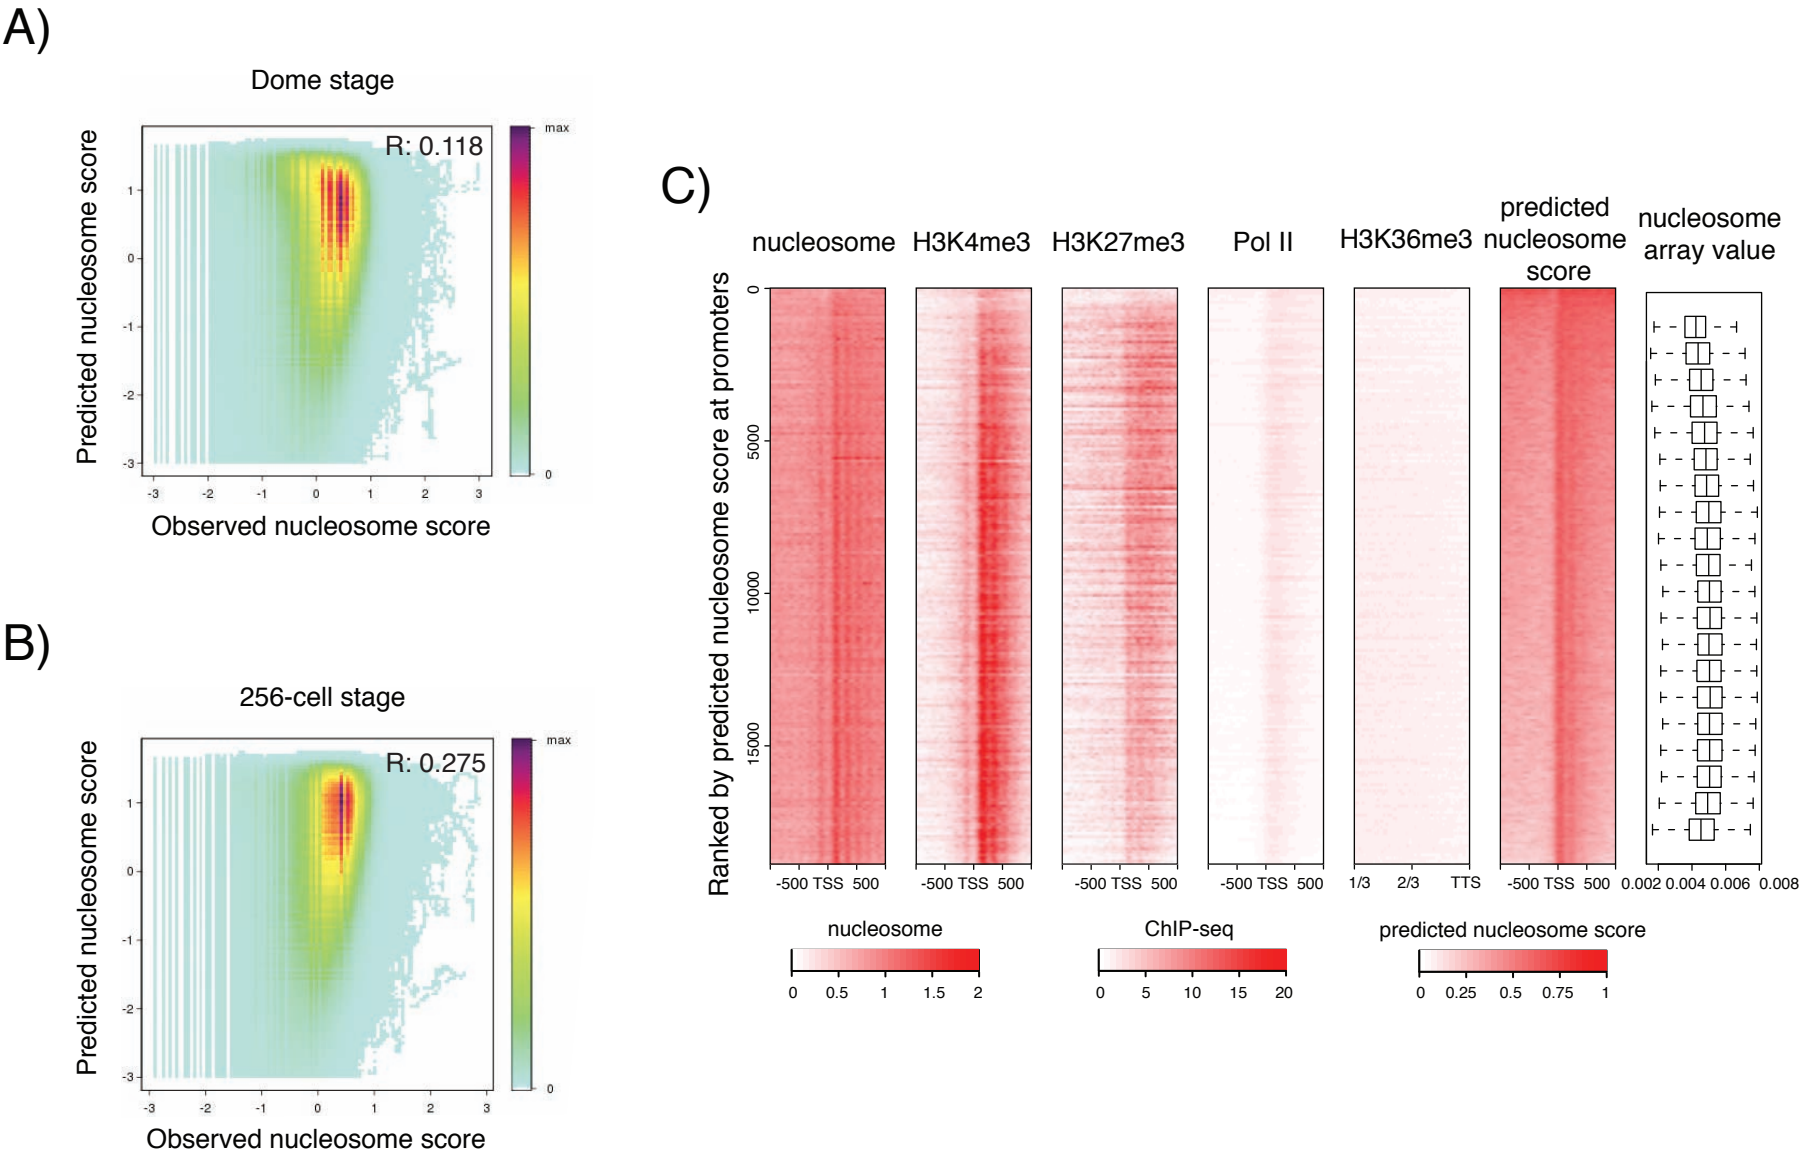 A)
Dome stage
R: 0.118
max
0
Predicted nucleosome score
1
0
-1
-2
-3
-3 -2 -1 0 1 2 3
Observed nucleosome score
B)
256-cell stage
R: 0.275
max
0
Predicted nucleosome score
1
0
-1
-2
-3
-3 -2 -1 0 1 2 3
Observed nucleosome score
C)
nucleosome
H3K4me3
H3K27me3
Pol II
H3K36me3
predicted
nucleosome
score
nucleosome
array value
Ranked by predicted nucleosome score at promoters
0
5000
10000
15000
-500 TSS 500
-500 TSS 500
-500 TSS 500
-500 TSS 500
1/3 2/3 TTS
-500 TSS 500
0.002 0.004 0.006 0.008
nucleosome
0 0.5 1 1.5 2
ChIP-seq
0 5 10 15 20
predicted nucleosome score
0 0.25 0.5 0.75 1